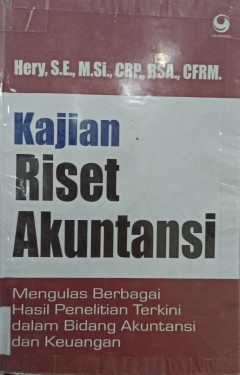 Hery, S.E., M.Si., CRP., RSA., CFRM.
Kajian
Riset
Akuntansi
Mengulas Berbagai
Hasil Penelitian Terkini
dalam Bidang Akuntansi
dan Keuangan